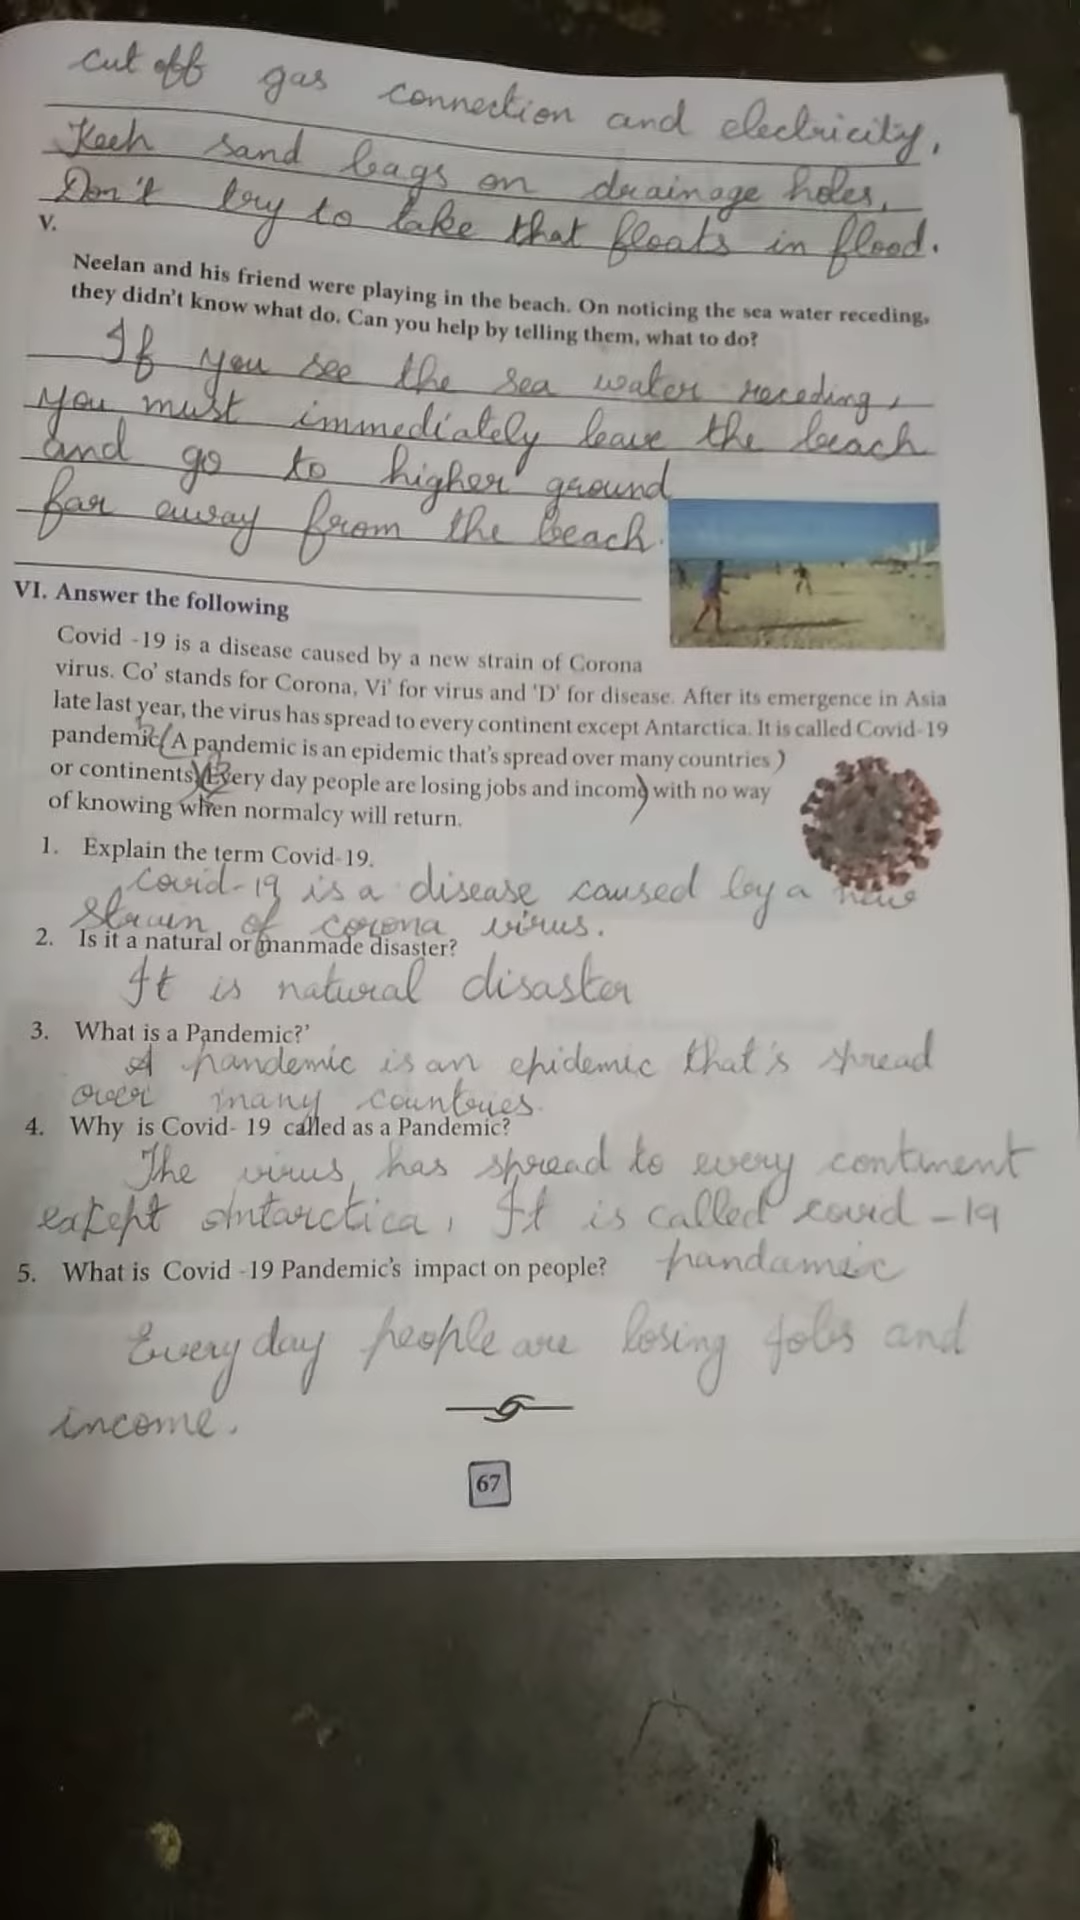 cut off gas connection and electricity,
Keep sand bags on drainage holes,
Don't try to take that floats in flood.
V.
Neelan and his friend were playing in the beach. On noticing the sea water receding,
they didn't know what do. Can you help by telling them, what to do?
If you see the sea water receding,
you must immediately leave the beach
and go to higher ground
far away from the beach.
VI. Answer the following
Covid -19 is a disease caused by a new strain of Corona
virus. Co' stands for Corona, Vi' for virus and 'D' for disease. After its emergence in Asia
late last year, the virus has spread to every continent except Antarctica. It is called Covid-19
pandemic (A pandemic is an epidemic that's spread over many countries )
or continents) Every day people are losing jobs and income) with no way
of knowing when normalcy will return.
1. Explain the term Covid-19.
Covid-19 is a disease caused by a new
strain of corona virus.
2. Is it a natural or manmade disaster?
It is natural disaster
3. What is a Pandemic?'
A pandemic is an epidemic that's spread
over many countries.
4. Why is Covid- 19 called as a Pandemic?
The virus has spread to every continent
except Antarctica, It is called covid -19
pandamic
5. What is Covid -19 Pandemic's impact on people?
Every day people are losing jobs and
income.
67